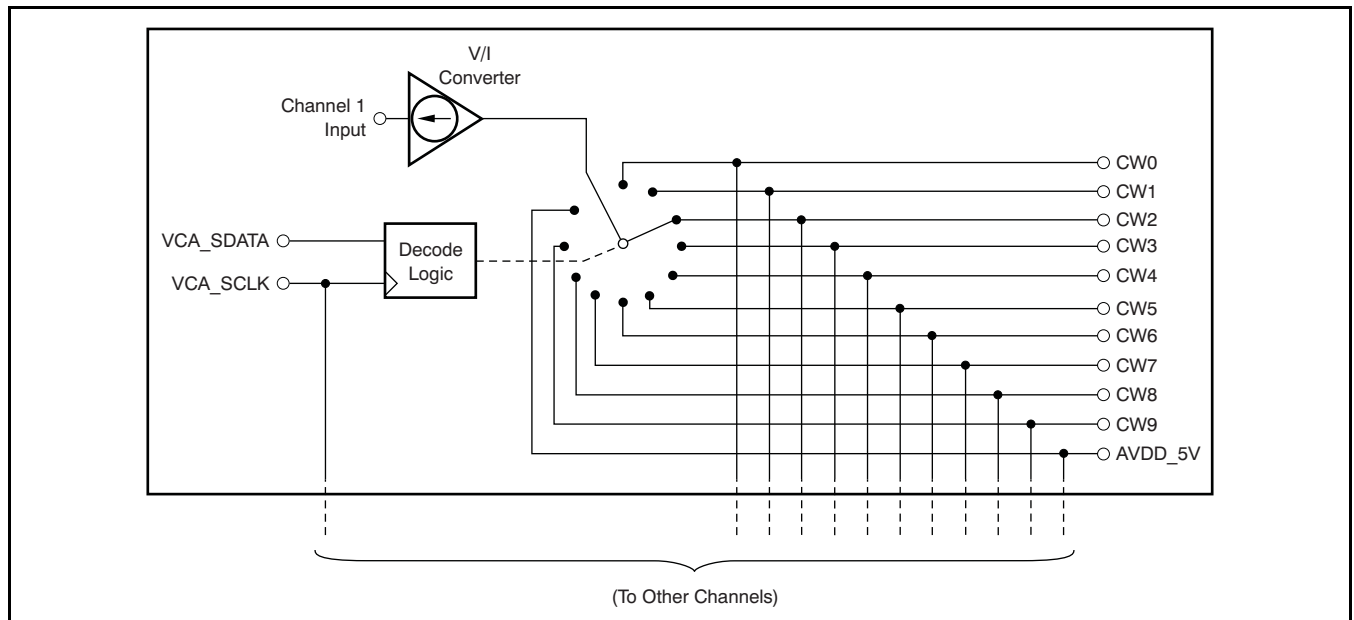 V/I
Converter
Channel 1
Input
CW0
CW1
CW2
VCA_SDATA
Decode
Logic
CW3
VCA_SCLK
CW4
CW5
CW6
CW7
CW8
CW9
AVDD_5V
(To Other Channels)